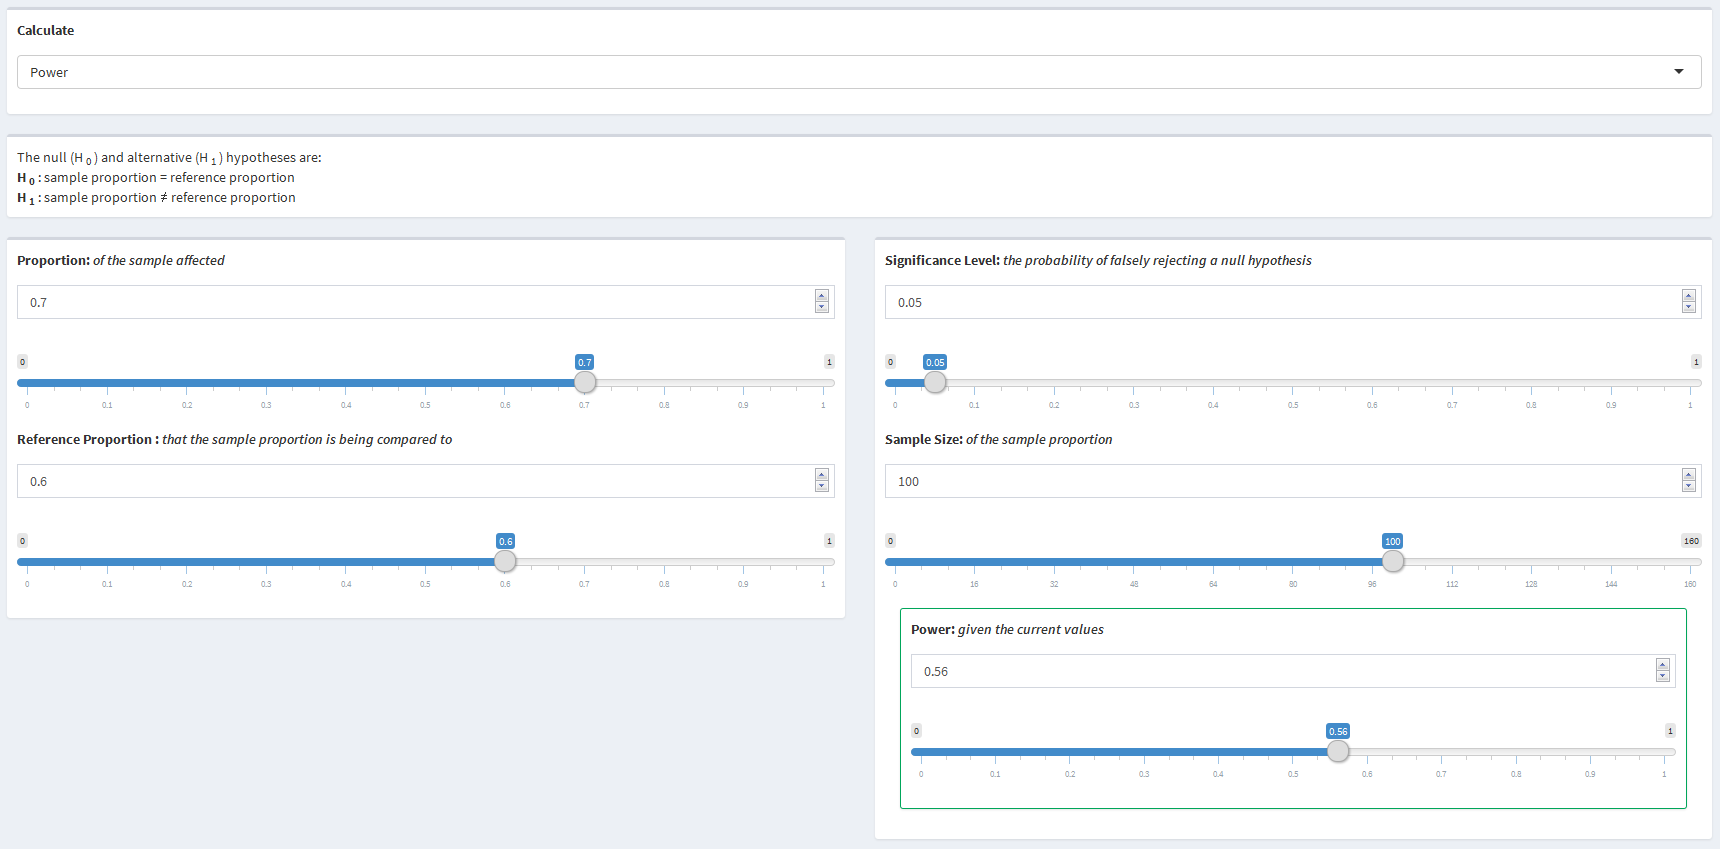 Calculate
Power
The null (H 0 ) and alternative (H 1 ) hypotheses are:
H 0 : sample proportion = reference proportion
H 1 : sample proportion ≠ reference proportion
Proportion: of the sample affected
0.7
0 0.7 1
0 0.1 0.2 0.3 0.4 0.5 0.6 0.7 0.8 0.9 1
Reference Proportion : that the sample proportion is being compared to
0.6
0 0.6 1
0 0.1 0.2 0.3 0.4 0.5 0.6 0.7 0.8 0.9 1
Significance Level: the probability of falsely rejecting a null hypothesis
0.05
0 0.05 1
0 0.1 0.2 0.3 0.4 0.5 0.6 0.7 0.8 0.9 1
Sample Size: of the sample proportion
100
0 100 160
0 16 32 48 64 80 96 112 128 144 160
Power: given the current values
0.56
0 0.56 1
0 0.1 0.2 0.3 0.4 0.5 0.6 0.7 0.8 0.9 1